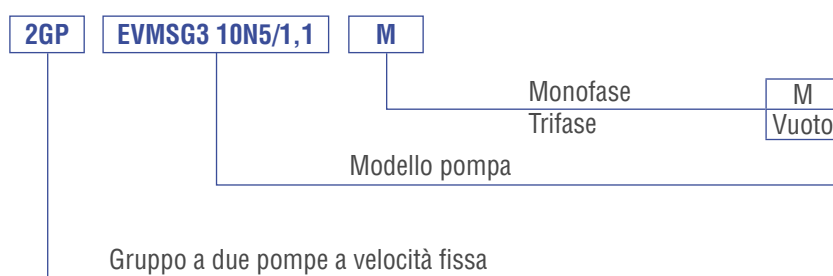 2GP EVMSG3 10N5/1,1 M
Monofase M
Trifase Vuoto
Modello pompa
Gruppo a due pompe a velocità fissa